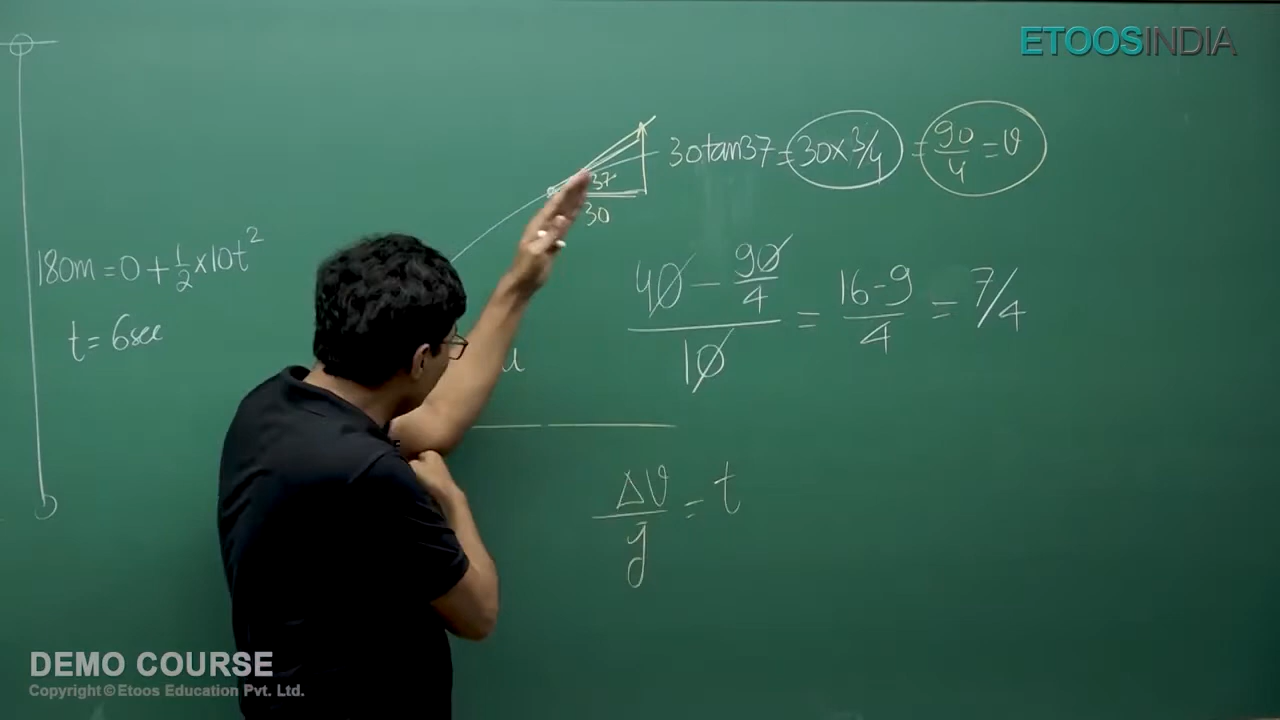 ETOOSINDIA
30tan37 = 30×3/4 = 90/4 = v
37°
30
180m = 0 + 1/2 ×10t²
t = 6sec
(40 − 90/4)/10 = (16-9)/4 = 7/4
u
Δv/g = t
DEMO COURSE
Copyright © Etoos Education Pvt. Ltd.